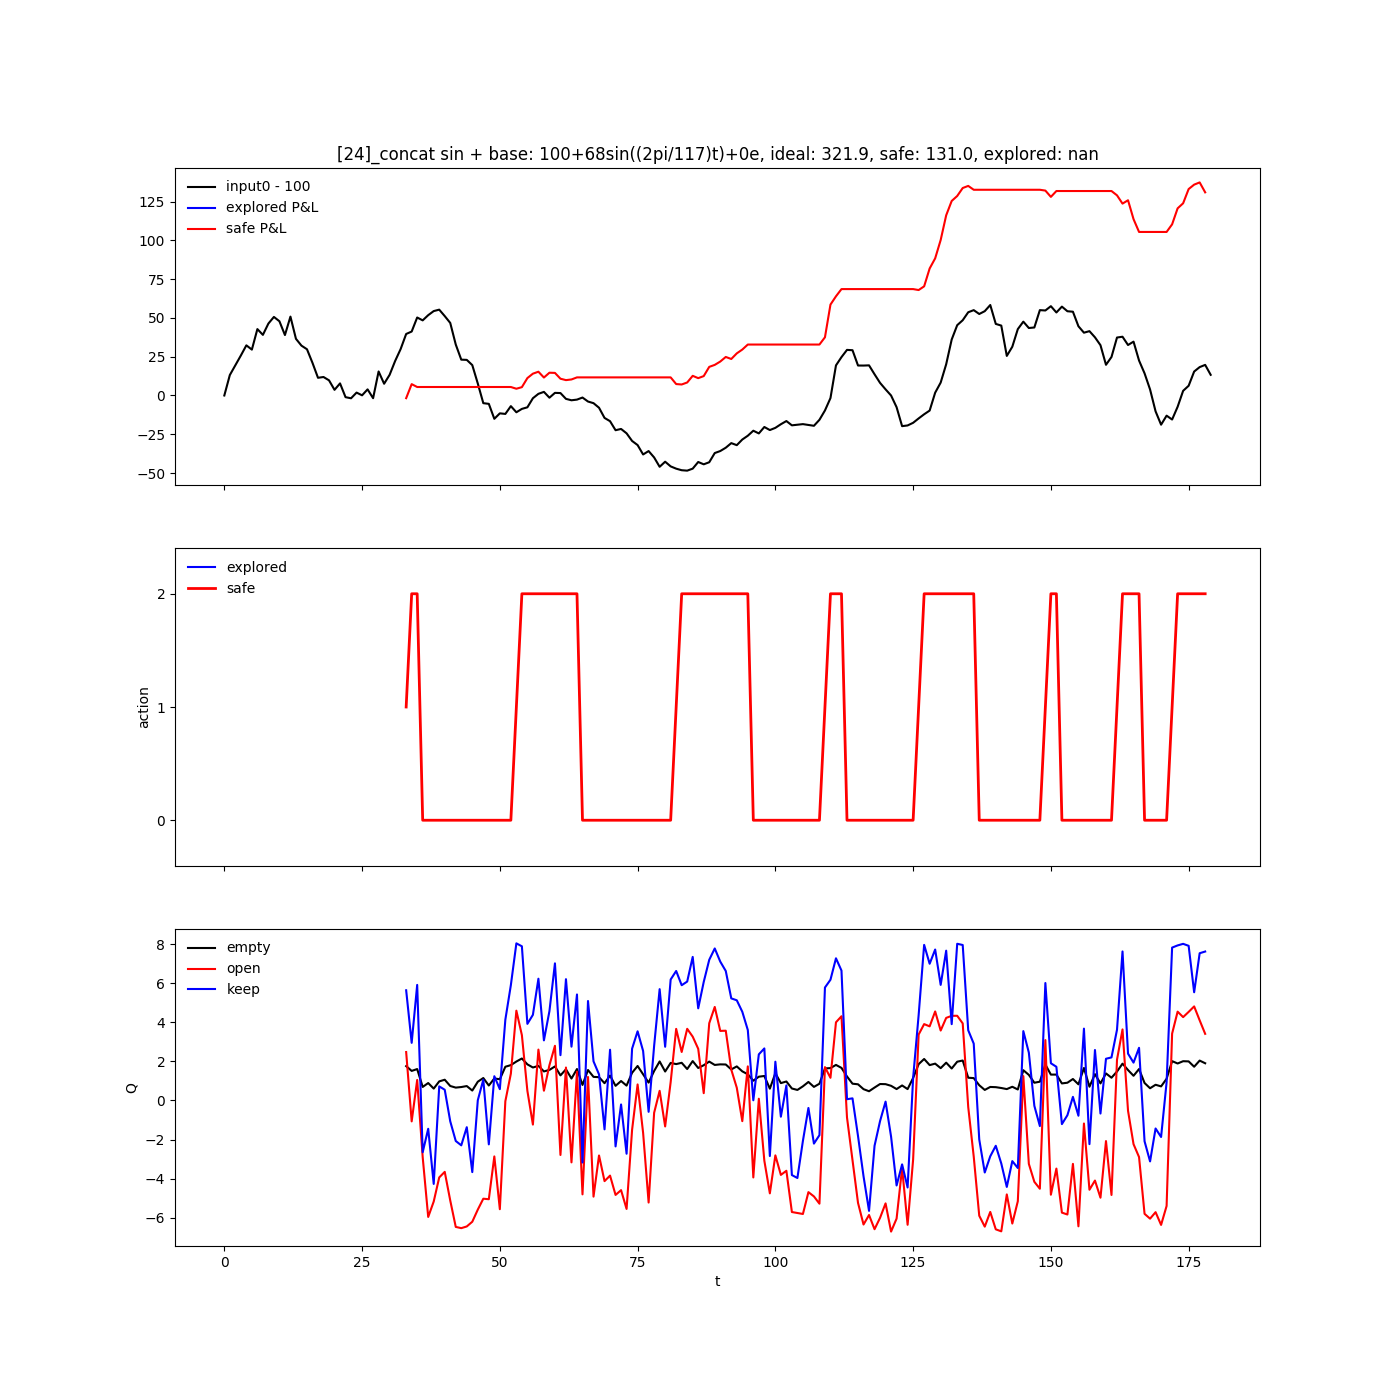 [24]_concat sin + base: 100+68sin((2pi/117)t)+0e, ideal: 321.9, safe: 131.0, explored: nan
input0 - 100
explored P&L
safe P&L
125
100
75
50
25
0
−25
−50
explored
safe
2
1
0
action
empty
open
keep
8
6
4
2
0
−2
−4
−6
Q
0 25 50 75 100 125 150 175
t